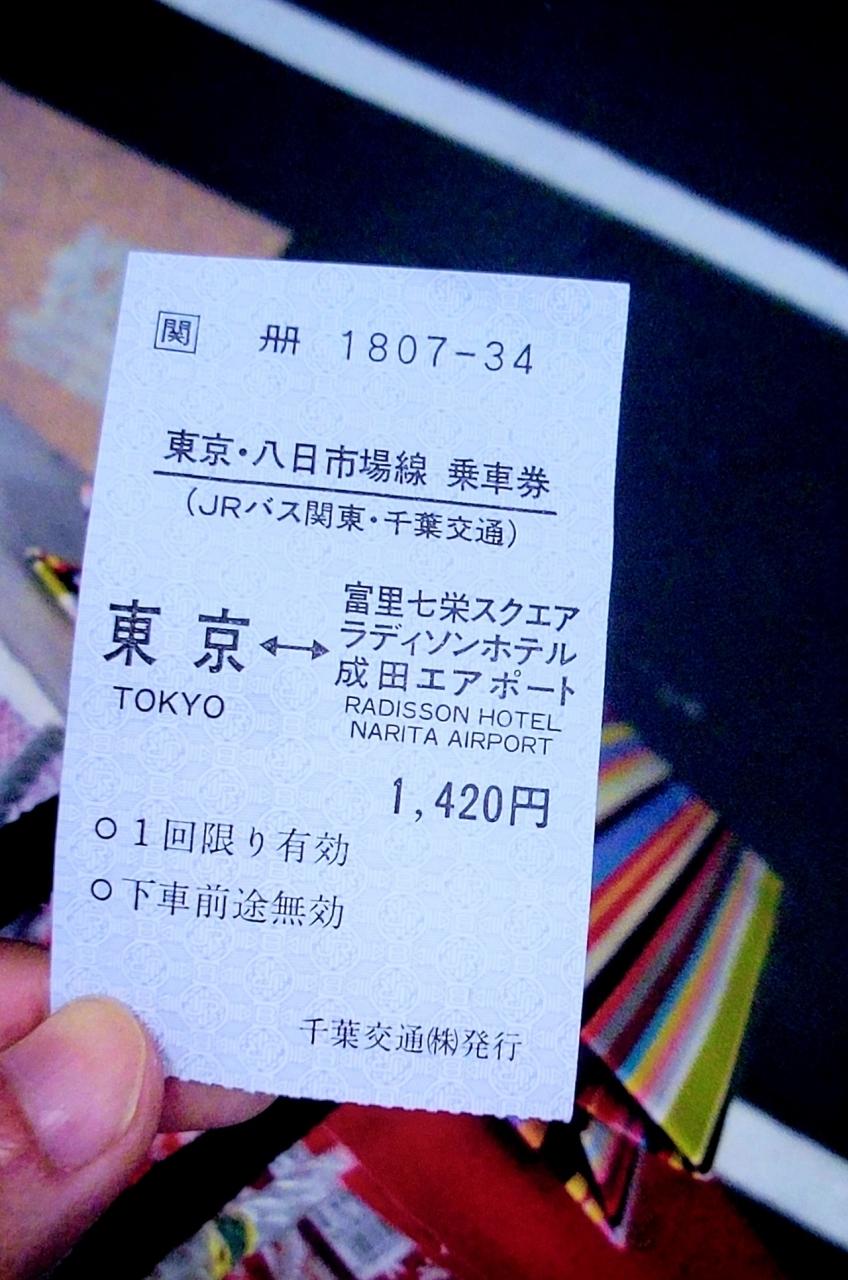 関 冊 1807-34
東京・八日市場線 乗車券
(JRバス関東・千葉交通)
東京 ↔ 富里七栄スクエア
ラディソンホテル
成田エアポート
TOKYO
RADISSON HOTEL
NARITA AIRPORT
1,420円
○1回限り有効
○下車前途無効
千葉交通㈱発行